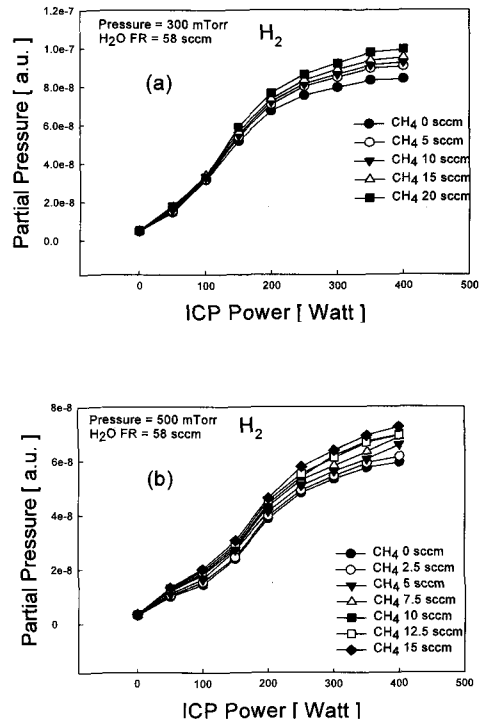 Pressure = 300 mTorr
H2O FR = 58 sccm
H2
(a)
Partial Pressure [ a.u. ]
1.2e-7
1.0e-7
8.0e-8
6.0e-8
4.0e-8
2.0e-8
0.0
CH4 0 sccm
CH4 5 sccm
CH4 10 sccm
CH4 15 sccm
CH4 20 sccm
0 100 200 300 400 500
ICP Power [ Watt ]
Pressure = 500 mTorr
H2O FR = 58 sccm
H2
(b)
Partial Pressure [ a.u. ]
8e-8
6e-8
4e-8
2e-8
0
CH4 0 sccm
CH4 2.5 sccm
CH4 5 sccm
CH4 7.5 sccm
CH4 10 sccm
CH4 12.5 sccm
CH4 15 sccm
0 100 200 300 400 500
ICP Power [ Watt ]